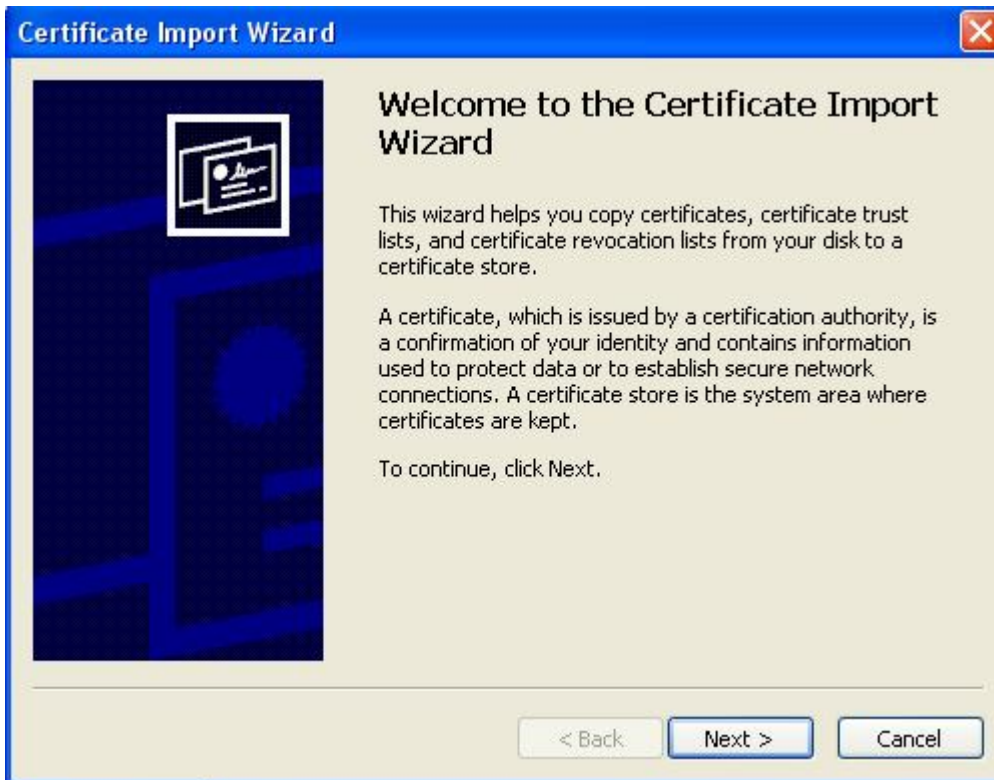 Certificate Import Wizard
Welcome to the Certificate Import
Wizard
This wizard helps you copy certificates, certificate trust
lists, and certificate revocation lists from your disk to a
certificate store.
A certificate, which is issued by a certification authority, is
a confirmation of your identity and contains information
used to protect data or to establish secure network
connections. A certificate store is the system area where
certificates are kept.
To continue, click Next.
< Back
Next >
Cancel